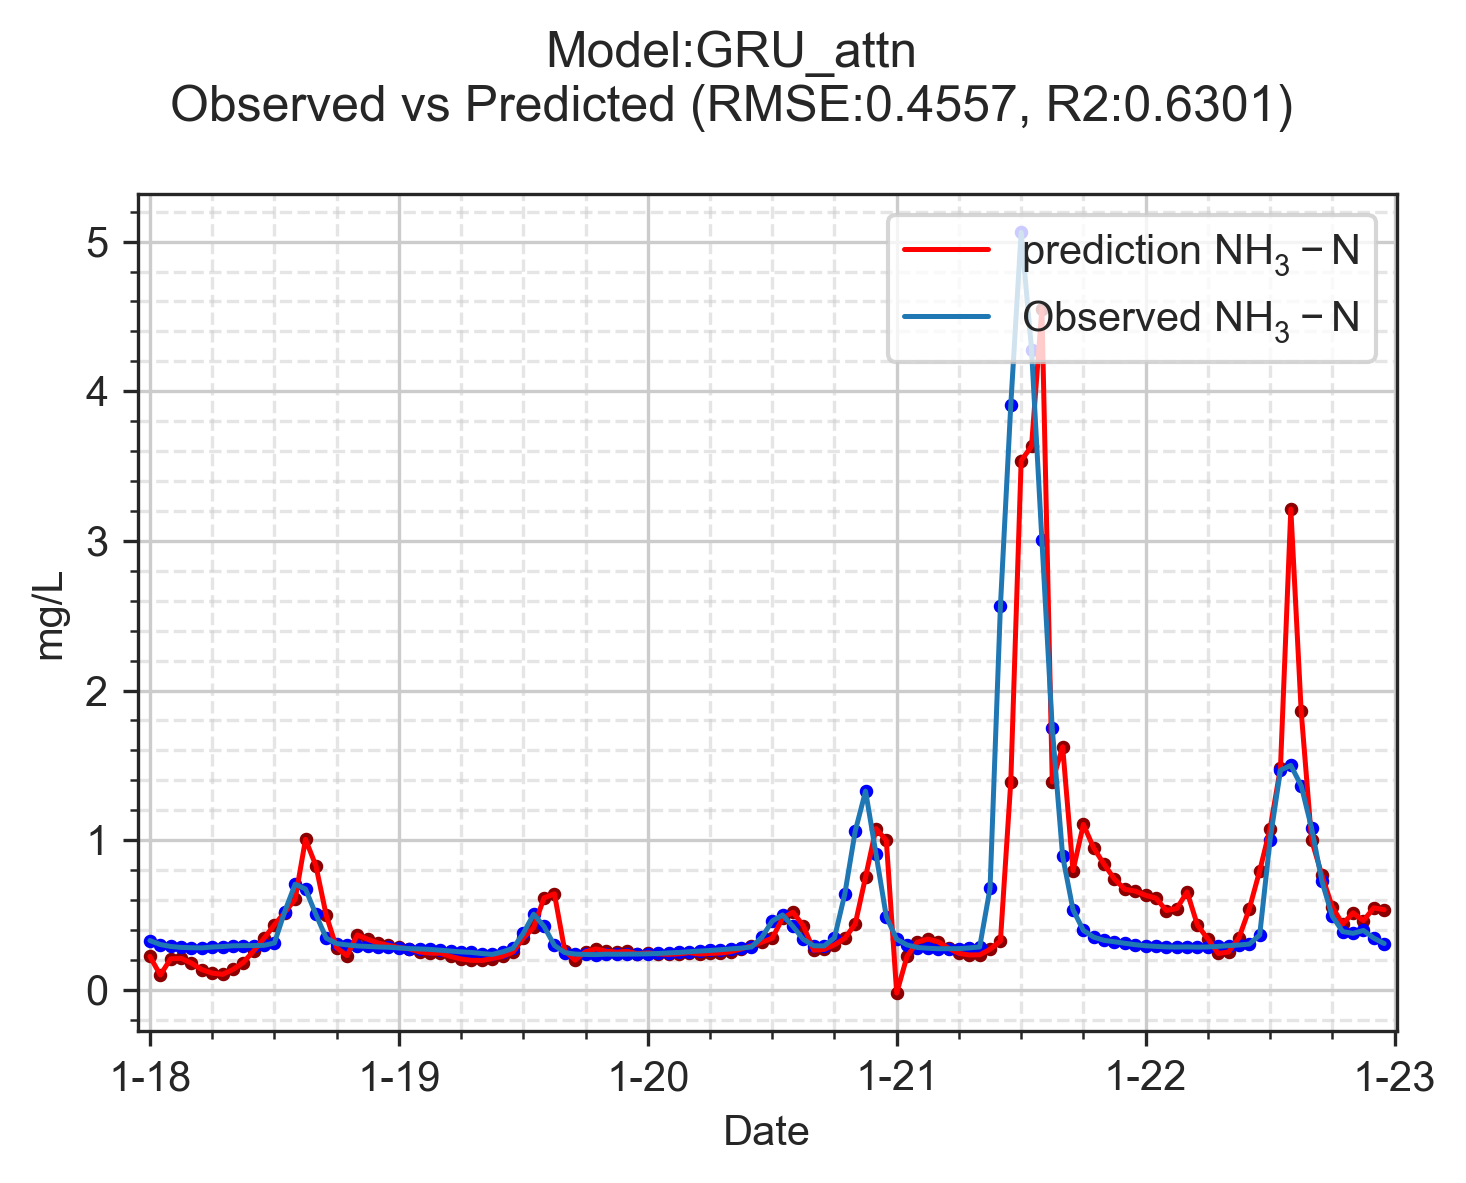 Model:GRU_attn
Observed vs Predicted (RMSE:0.4557, R2:0.6301)
prediction NH₃ − N
Observed NH₃ − N
5
4
3
2
1
0
mg/L
1-18 1-19 1-20 1-21 1-22 1-23
Date